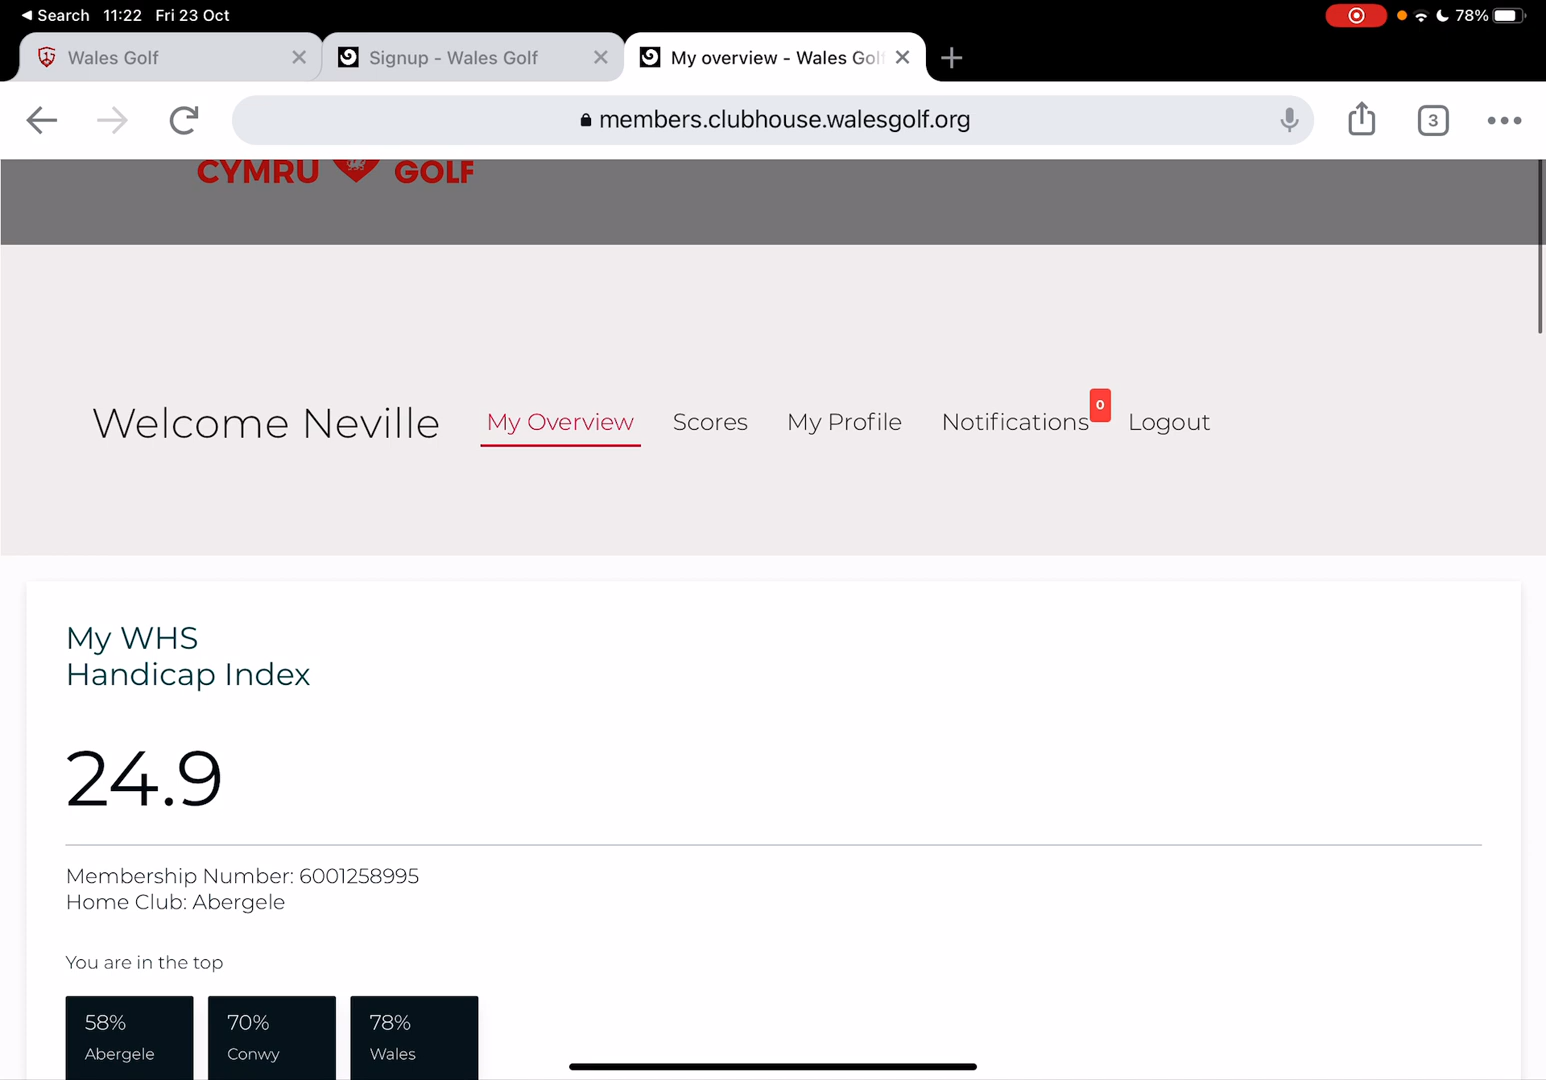 Search 11:22 Fri 23 Oct 78%
Wales Golf Signup - Wales Golf My overview - Wales Golf
members.clubhouse.walesgolf.org 3
CYMRU GOLF
Welcome Neville My Overview Scores My Profile Notifications 0 Logout
My WHS
Handicap Index
24.9
Membership Number: 6001258995
Home Club: Abergele
You are in the top
58% 70% 78%
Abergele Conwy Wales